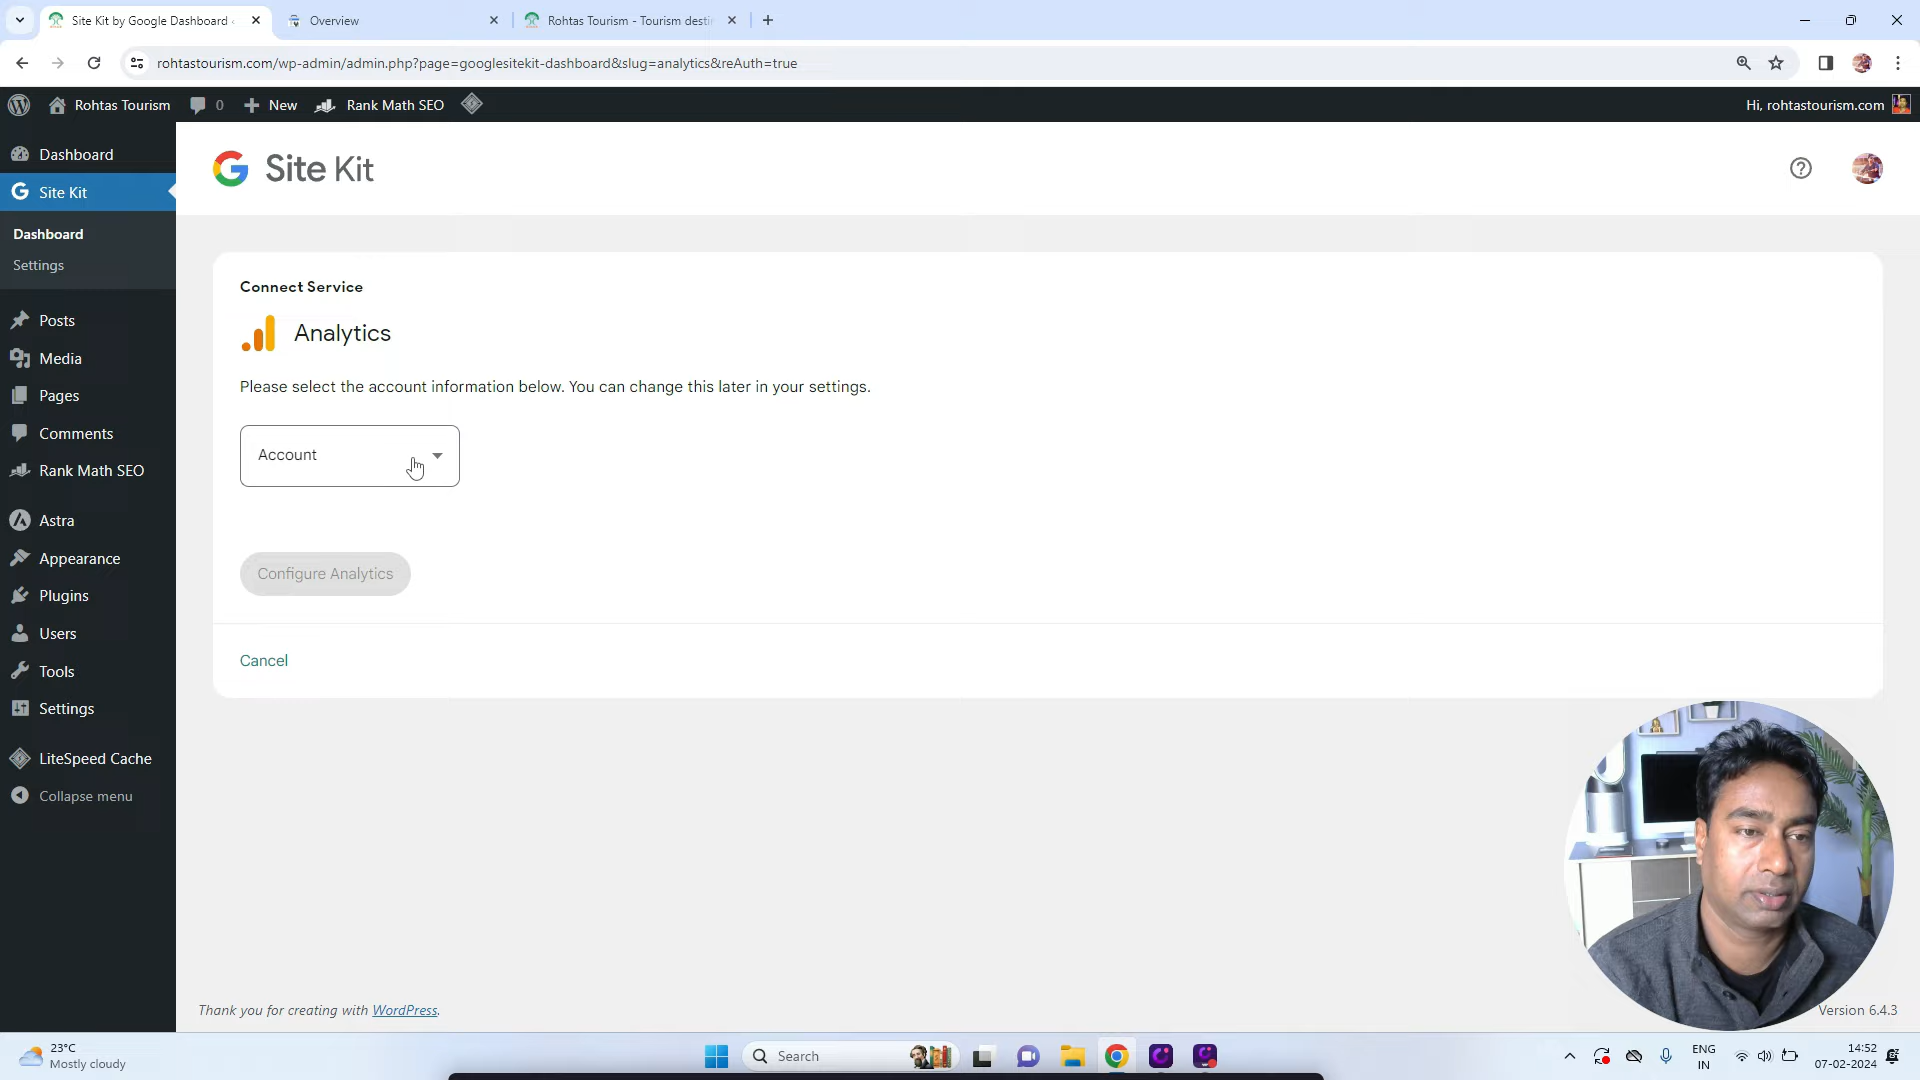 Site Kit by Google Dashboard
Overview
Rohtas Tourism - Tourism desti
rohtastourism.com/wp-admin/admin.php?page=googlesitekit-dashboard&slug=analytics&reAuth=true
Rohtas Tourism
0
New
Rank Math SEO
Hi, rohtastourism.com
Dashboard
Site Kit
Dashboard
Settings
Posts
Media
Pages
Comments
Rank Math SEO
Astra
Appearance
Plugins
Users
Tools
Settings
LiteSpeed Cache
Collapse menu
Site Kit
Connect Service
Analytics
Please select the account information below. You can change this later in your settings.
Account
Configure Analytics
Cancel
Thank you for creating with WordPress.
Version 6.4.3
23°C
Mostly cloudy
Search
ENG
IN
14:52
07-02-2024